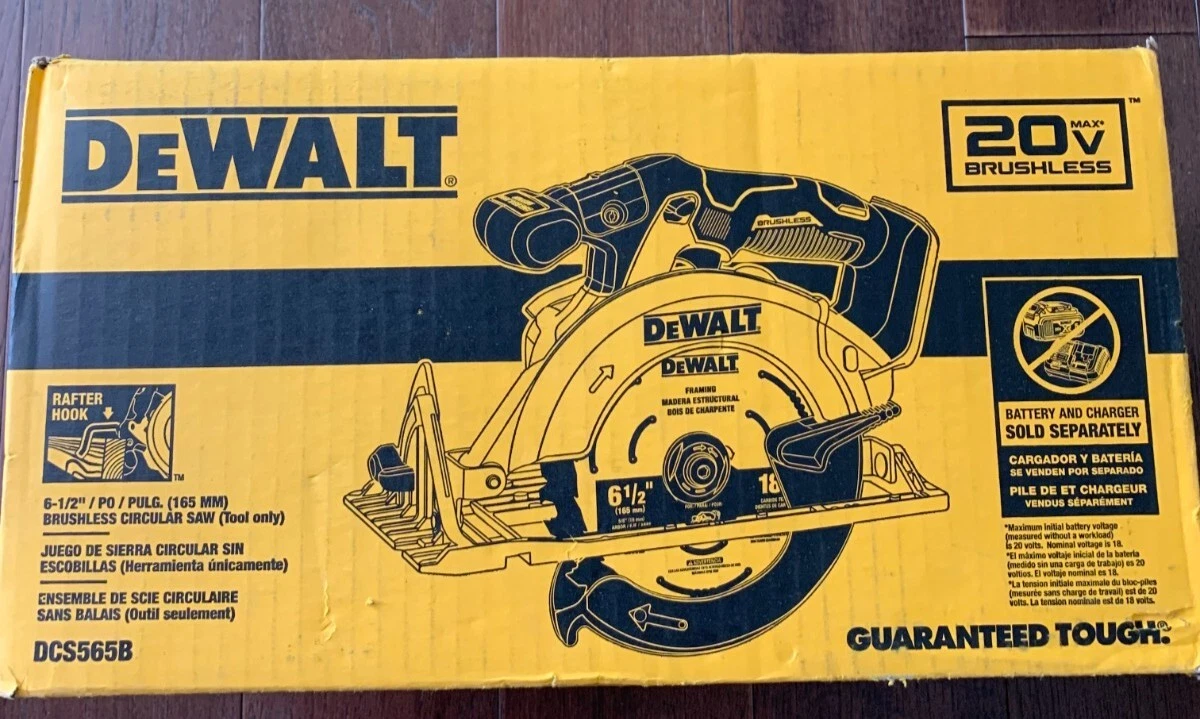 DEWALT®
20V MAX* ™
BRUSHLESS
BRUSHLESS
DEWALT
DEWALT
FRAMING
MADERA ESTRUCTURAL
BOIS DE CHARPENTE
6 1/2"
(165 mm)
18
RAFTER
HOOK
™
6-1/2" / PO / PULG. (165 MM)
BRUSHLESS CIRCULAR SAW (Tool only)
JUEGO DE SIERRA CIRCULAR SIN
ESCOBILLAS (Herramienta únicamente)
ENSEMBLE DE SCIE CIRCULAIRE
SANS BALAIS (Outil seulement)
DCS565B
BATTERY AND CHARGER
SOLD SEPARATELY
CARGADOR Y BATERÍA
SE VENDEN POR SEPARADO
PILE DE ET CHARGEUR
VENDUS SÉPARÉMENT
*Maximum initial battery voltage
(measured without a workload)
is 20 volts. Nominal voltage is 18.
*El máximo voltaje inicial de la batería
(medido sin una carga de trabajo) es 20
voltios. El voltaje nominal es 18.
*La tension initiale maximale du bloc-piles
(mesurée sans charge de travail) est de 20
volts. La tension nominale est de 18 volts.
GUARANTEED TOUGH.®